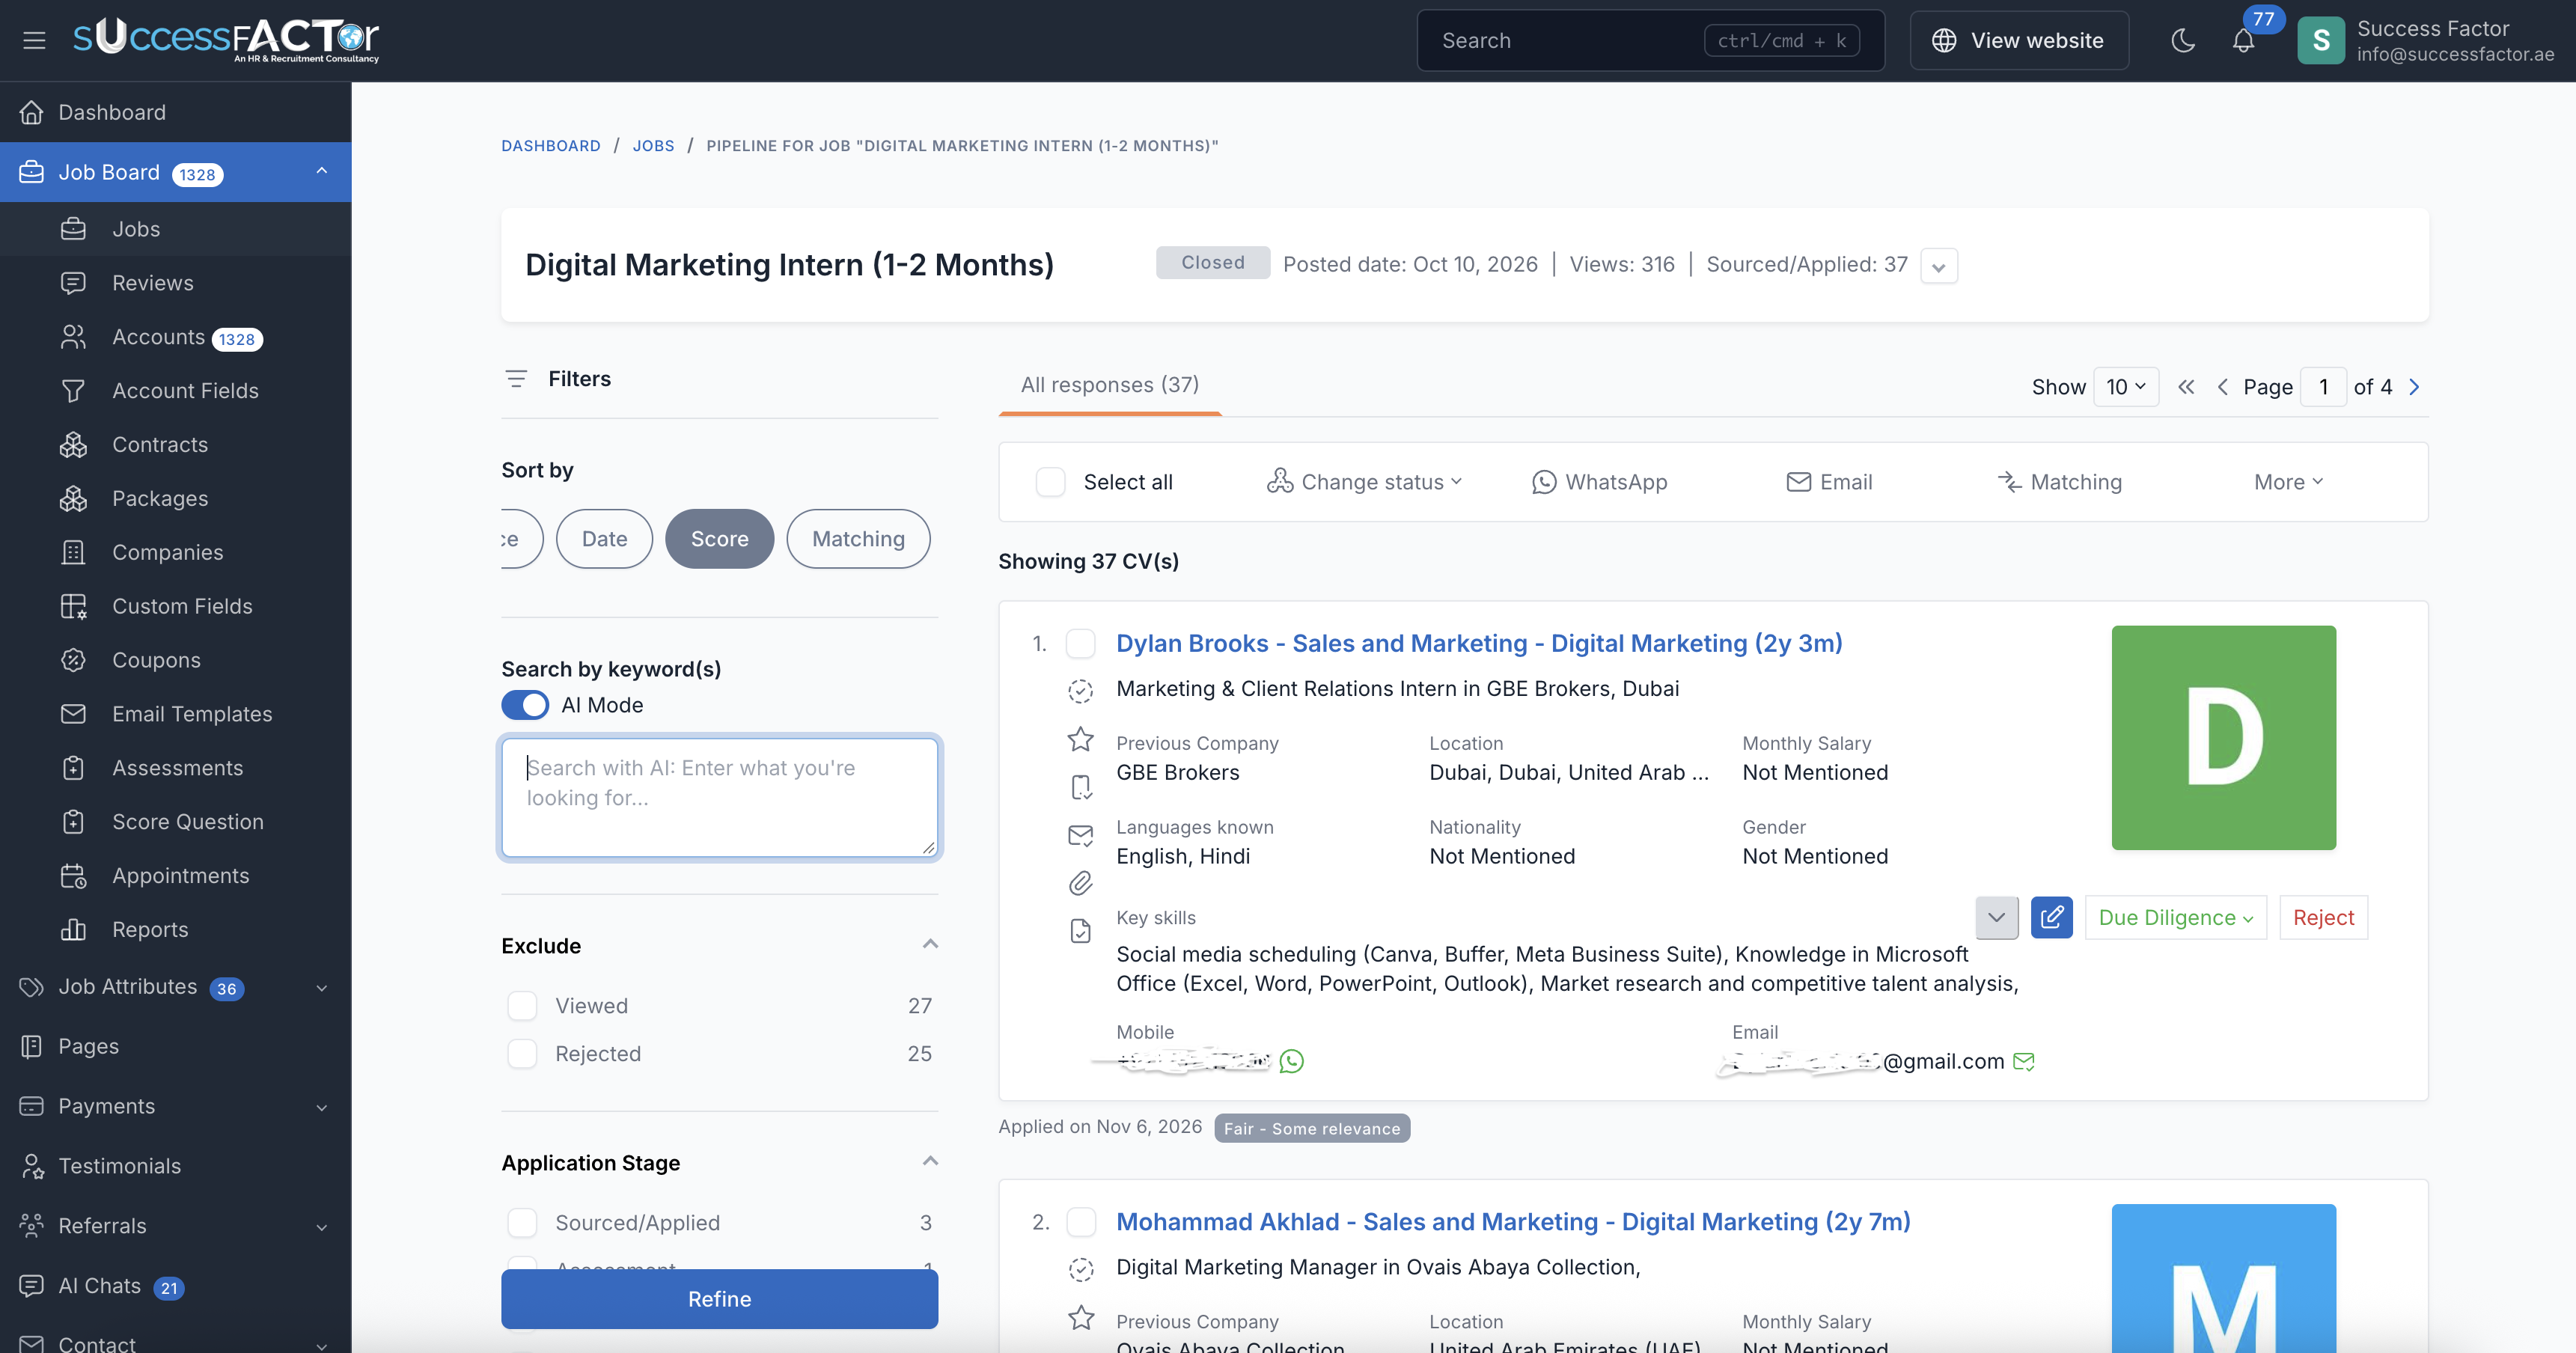 sUccessFACTor
An HR & Recruitment Consultancy
Search
ctrl/cmd + k
View website
77
S
Success Factor
info@successfactor.ae
Dashboard
Job Board 1328
Jobs
Reviews
Accounts 1328
Account Fields
Contracts
Packages
Companies
Custom Fields
Coupons
Email Templates
Assessments
Score Question
Appointments
Reports
Job Attributes 36
Pages
Payments
Testimonials
Referrals
AI Chats 21
Contact
DASHBOARD / JOBS / PIPELINE FOR JOB "DIGITAL MARKETING INTERN (1-2 MONTHS)"
Digital Marketing Intern (1-2 Months)
Closed
Posted date: Oct 10, 2026 | Views: 316 | Sourced/Applied: 37
Filters
Sort by
ce
Date
Score
Matching
Search by keyword(s)
AI Mode
Search with AI: Enter what you're
looking for...
Exclude
Viewed 27
Rejected 25
Application Stage
Sourced/Applied 3
Assessment 1
Refine
All responses (37)
Show 10
Page 1 of 4
Select all
Change status
WhatsApp
Email
Matching
More
Showing 37 CV(s)
1. Dylan Brooks - Sales and Marketing - Digital Marketing (2y 3m)
Marketing & Client Relations Intern in GBE Brokers, Dubai
Previous Company Location Monthly Salary
GBE Brokers Dubai, Dubai, United Arab ... Not Mentioned
Languages known Nationality Gender
English, Hindi Not Mentioned Not Mentioned
D
Key skills
Due Diligence
Reject
Social media scheduling (Canva, Buffer, Meta Business Suite), Knowledge in Microsoft
Office (Excel, Word, PowerPoint, Outlook), Market research and competitive talent analysis,
Mobile Email
@gmail.com
Applied on Nov 6, 2026 Fair - Some relevance
2. Mohammad Akhlad - Sales and Marketing - Digital Marketing (2y 7m)
Digital Marketing Manager in Ovais Abaya Collection,
Previous Company Location Monthly Salary
Ovais Abaya Collection United Arab Emirates (UAE) Not Mentioned
M